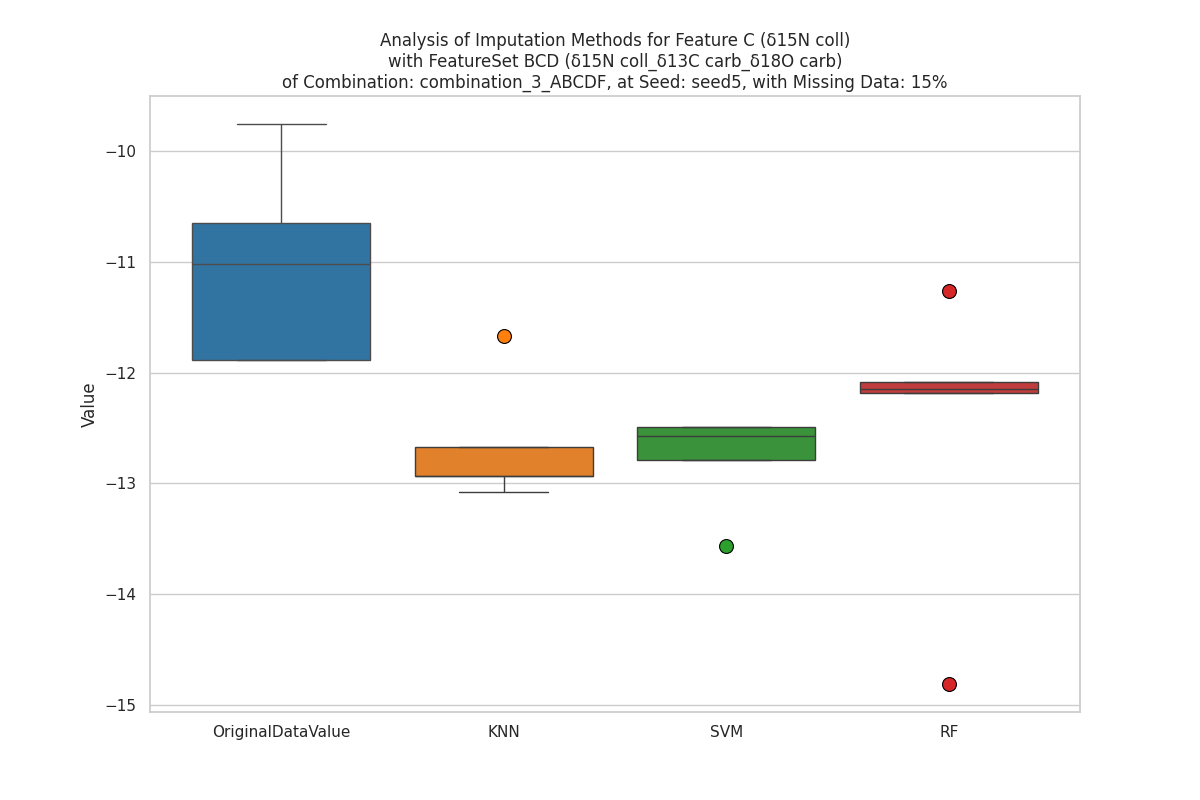 Analysis of Imputation Methods for Feature C (δ15N coll)
with FeatureSet BCD (δ15N coll_δ13C carb_δ18O carb)
of Combination: combination_3_ABCDF, at Seed: seed5, with Missing Data: 15%
−10
−11
−12
−13
−14
−15
Value
OriginalDataValue
KNN
SVM
RF